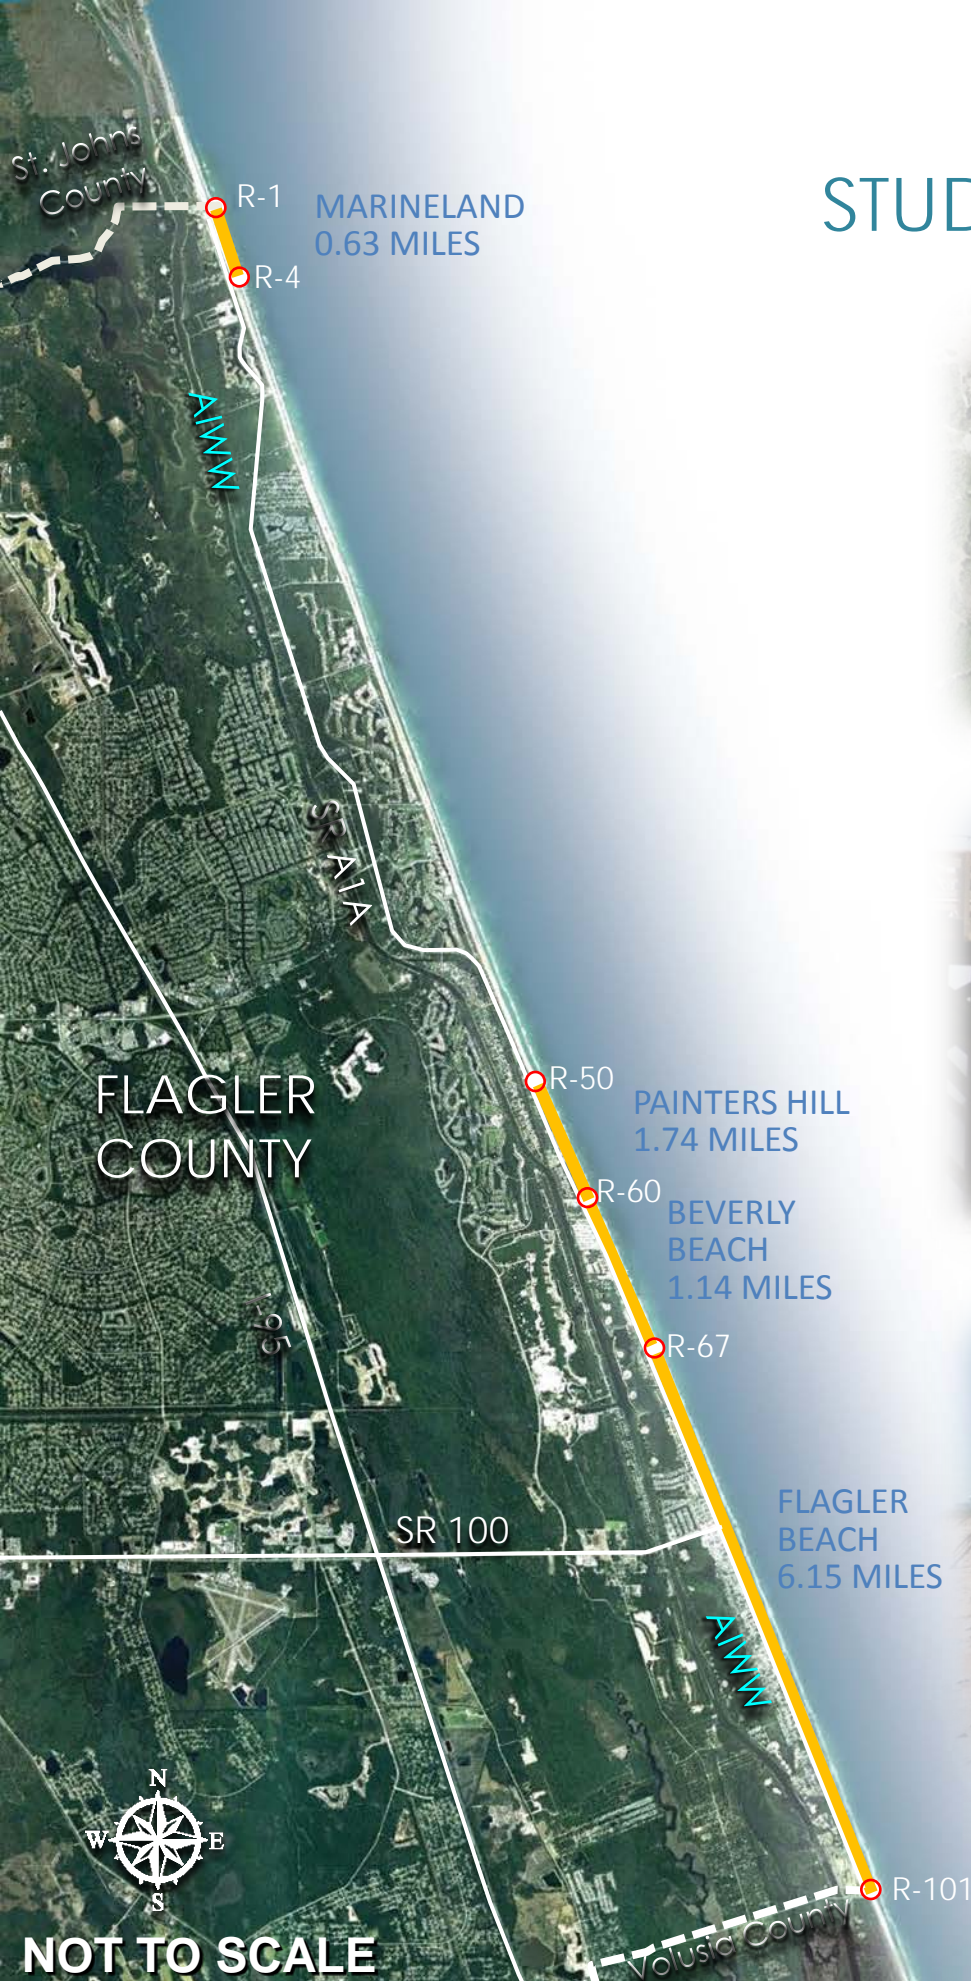 St. Johns
County
R-1
MARINELAND
0.63 MILES
STUD
R-4
AIWW
SR A1A
R-50
FLAGLER
COUNTY
PAINTERS HILL
1.74 MILES
R-60
BEVERLY
BEACH
1.14 MILES
I-95
R-67
FLAGLER
BEACH
6.15 MILES
SR 100
AIWW
N
W
E
S
R-101
Volusia County
NOT TO SCALE